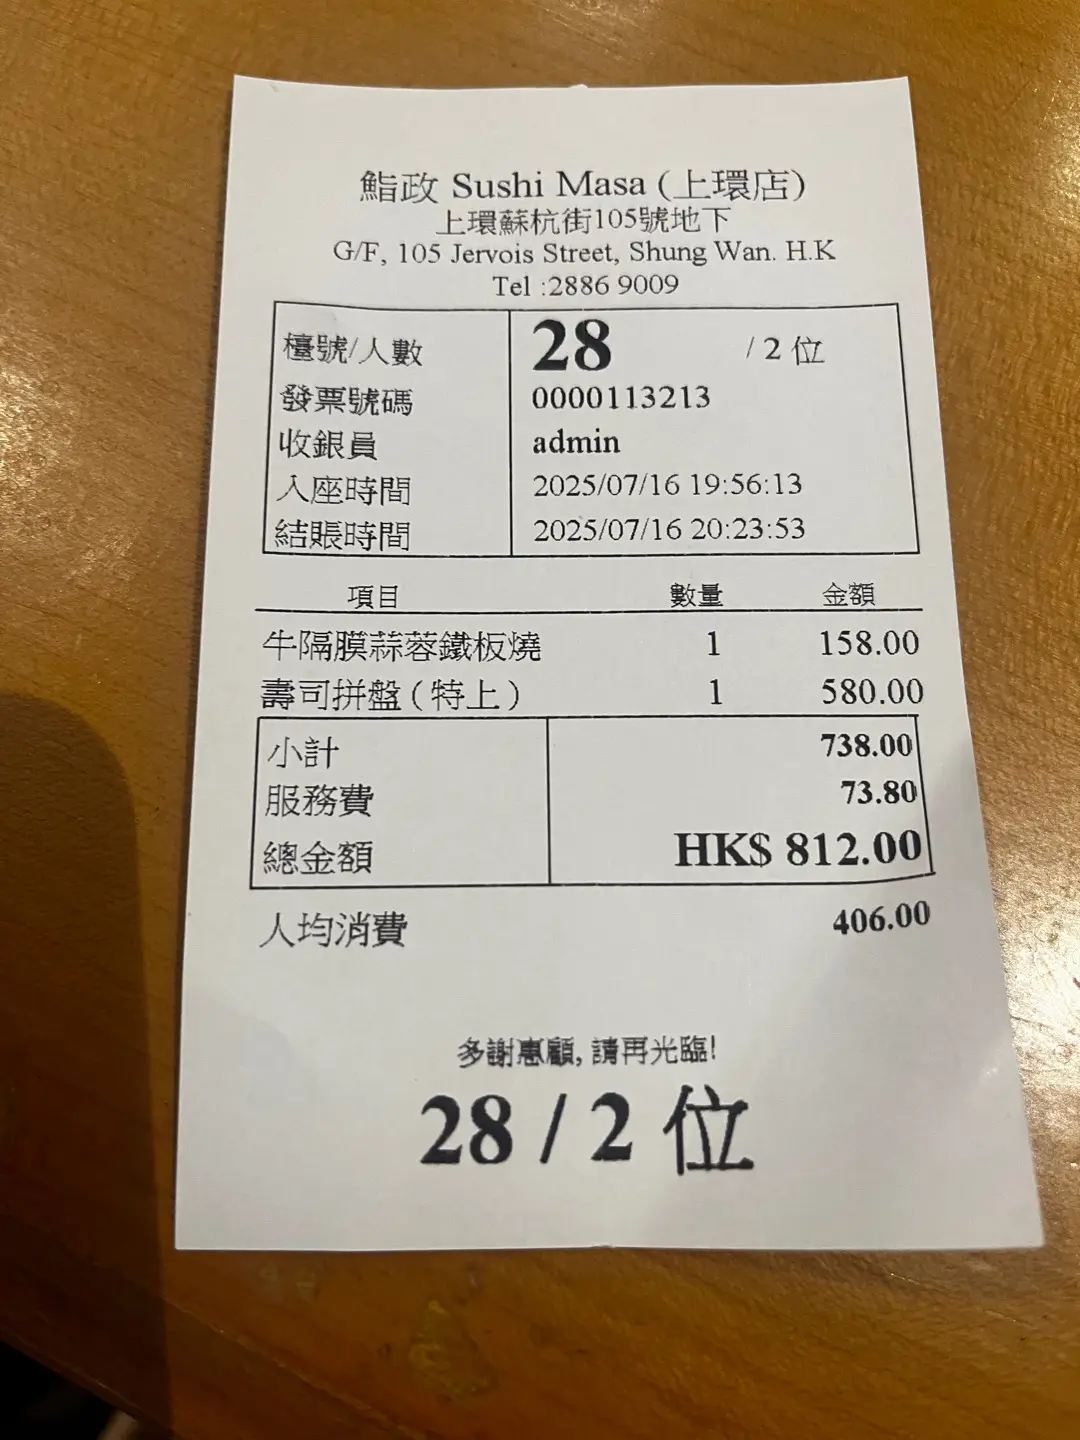 鮨政 Sushi Masa (上環店)
上環蘇杭街105號地下
G/F, 105 Jervois Street, Shung Wan. H.K
Tel :2886 9009
檯號/人數 28 / 2 位
發票號碼 0000113213
收銀員 admin
入座時間 2025/07/16 19:56:13
結賬時間 2025/07/16 20:23:53
項目 數量 金額
牛隔膜蒜蓉鐵板燒 1 158.00
壽司拼盤 ( 特上 ) 1 580.00
小計 738.00
服務費 73.80
總金額 HK$ 812.00
人均消費 406.00
多謝惠顧, 請再光臨!
28 / 2 位